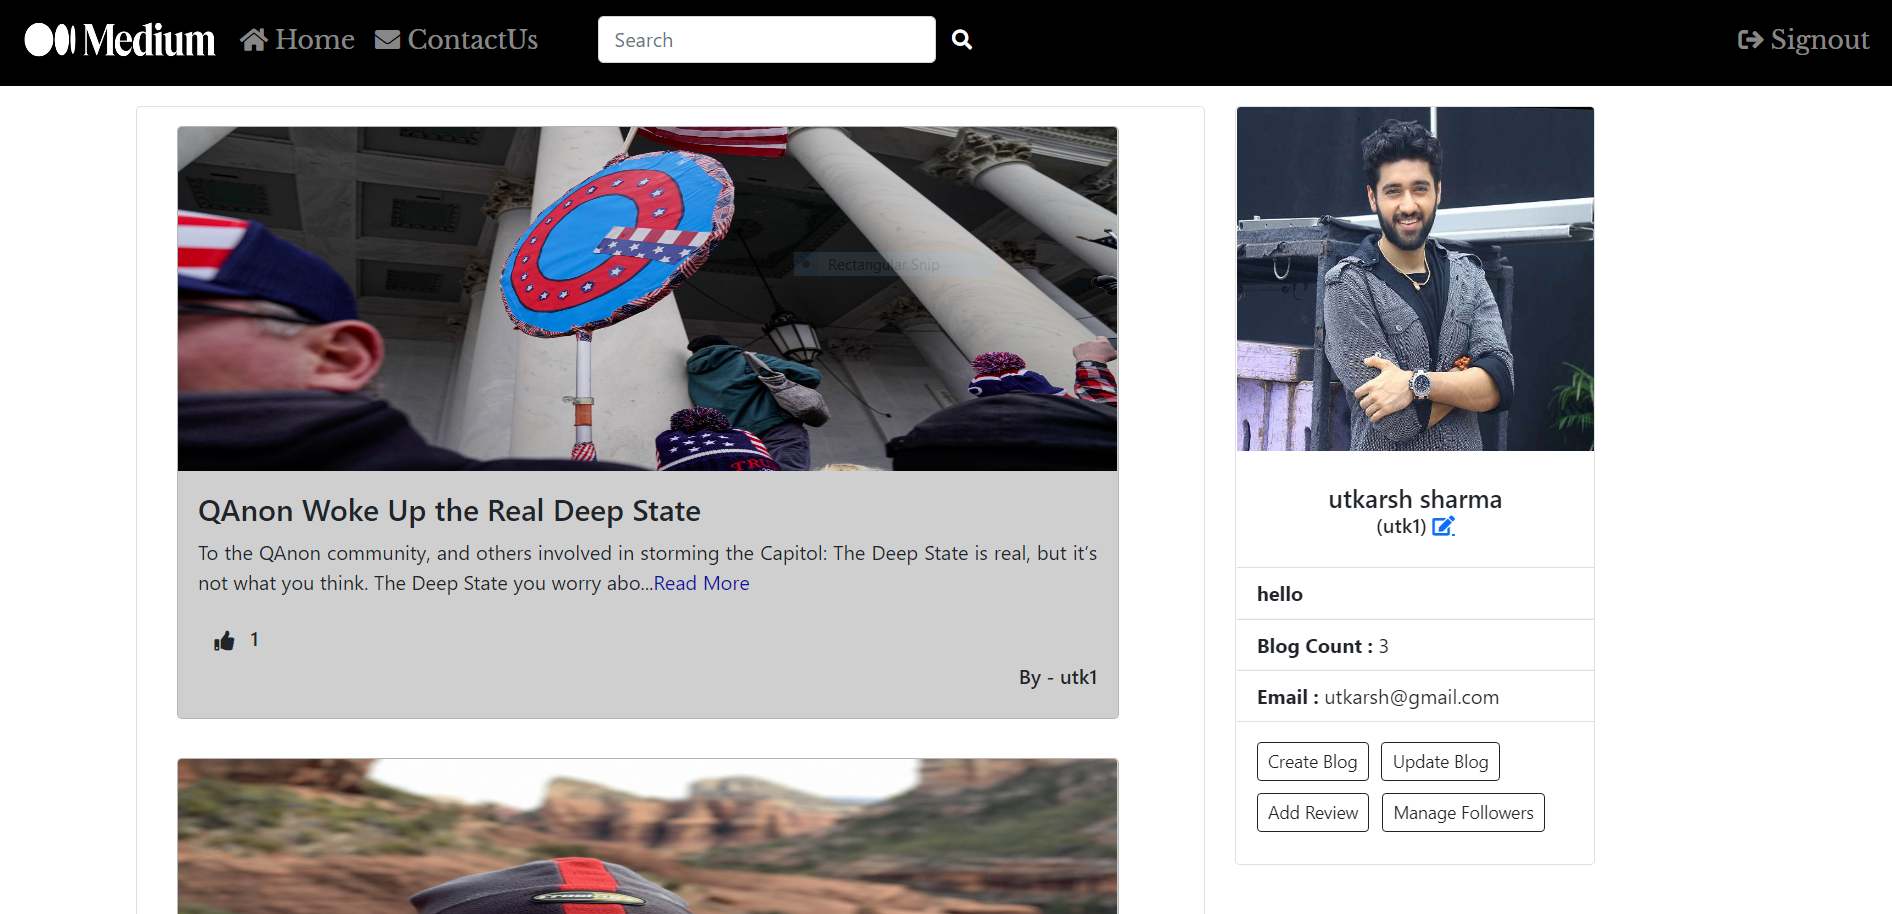 Medium Home ContactUs Search Signout
Rectangular Snip
TRU
QAnon Woke Up the Real Deep State
To the QAnon community, and others involved in storming the Capitol: The Deep State is real, but it’s
not what you think. The Deep State you worry abo...Read More
1
By - utk1
utkarsh sharma
(utk1)
hello
Blog Count : 3
Email : utkarsh@gmail.com
Create Blog Update Blog
Add Review Manage Followers